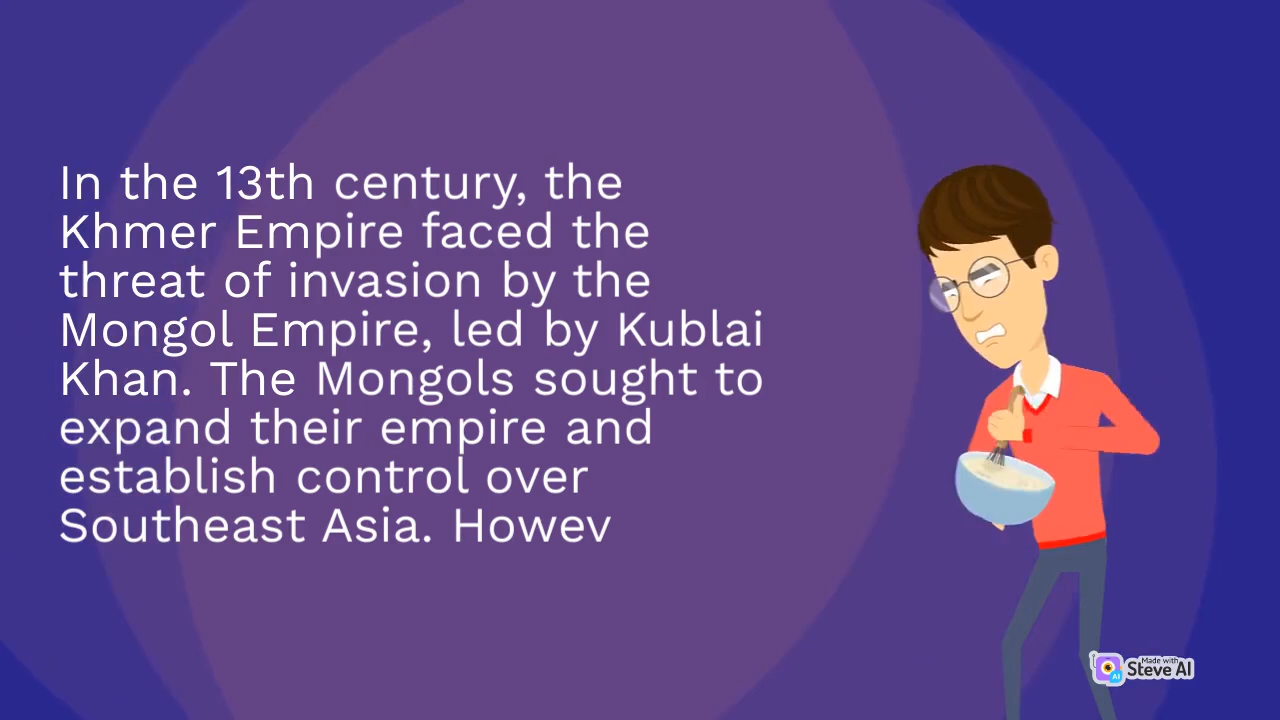 In the 13th century, the
Khmer Empire faced the
threat of invasion by the
Mongol Empire, led by Kublai
Khan. The Mongols sought to
expand their empire and
establish control over
Southeast Asia. Howev
Made with
Steve AI
AI